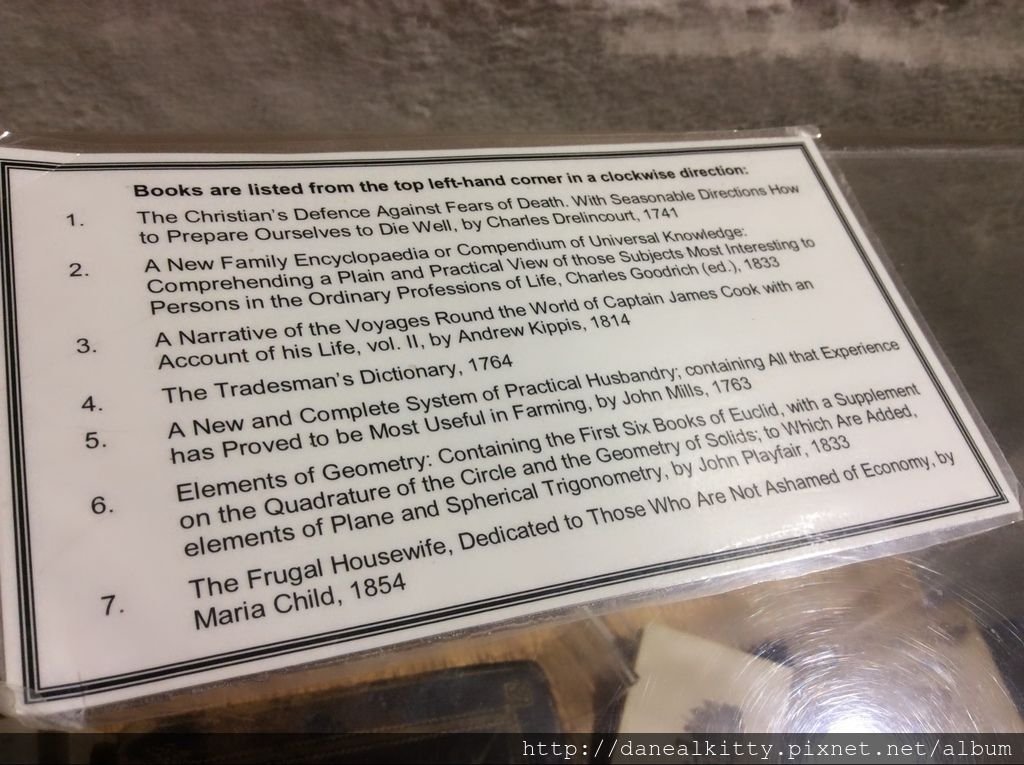 Books are listed from the top left-hand corner in a clockwise direction:
1. The Christian's Defence Against Fears of Death. With Seasonable Directions How
to Prepare Ourselves to Die Well, by Charles Drelincourt, 1741
2. A New Family Encyclopaedia or Compendium of Universal Knowledge:
Comprehending a Plain and Practical View of those Subjects Most Interesting to
Persons in the Ordinary Professions of Life, Charles Goodrich (ed.), 1833
3. A Narrative of the Voyages Round the World of Captain James Cook with an
Account of his Life, vol. II, by Andrew Kippis, 1814
4. The Tradesman's Dictionary, 1764
5. A New and Complete System of Practical Husbandry; containing All that Experience
has Proved to be Most Useful in Farming, by John Mills, 1763
6. Elements of Geometry: Containing the First Six Books of Euclid, with a Supplement
on the Quadrature of the Circle and the Geometry of Solids; to Which Are Added,
elements of Plane and Spherical Trigonometry, by John Playfair, 1833
7. The Frugal Housewife, Dedicated to Those Who Are Not Ashamed of Economy, by
Maria Child, 1854
http://danealkitty.pixnet.net/album